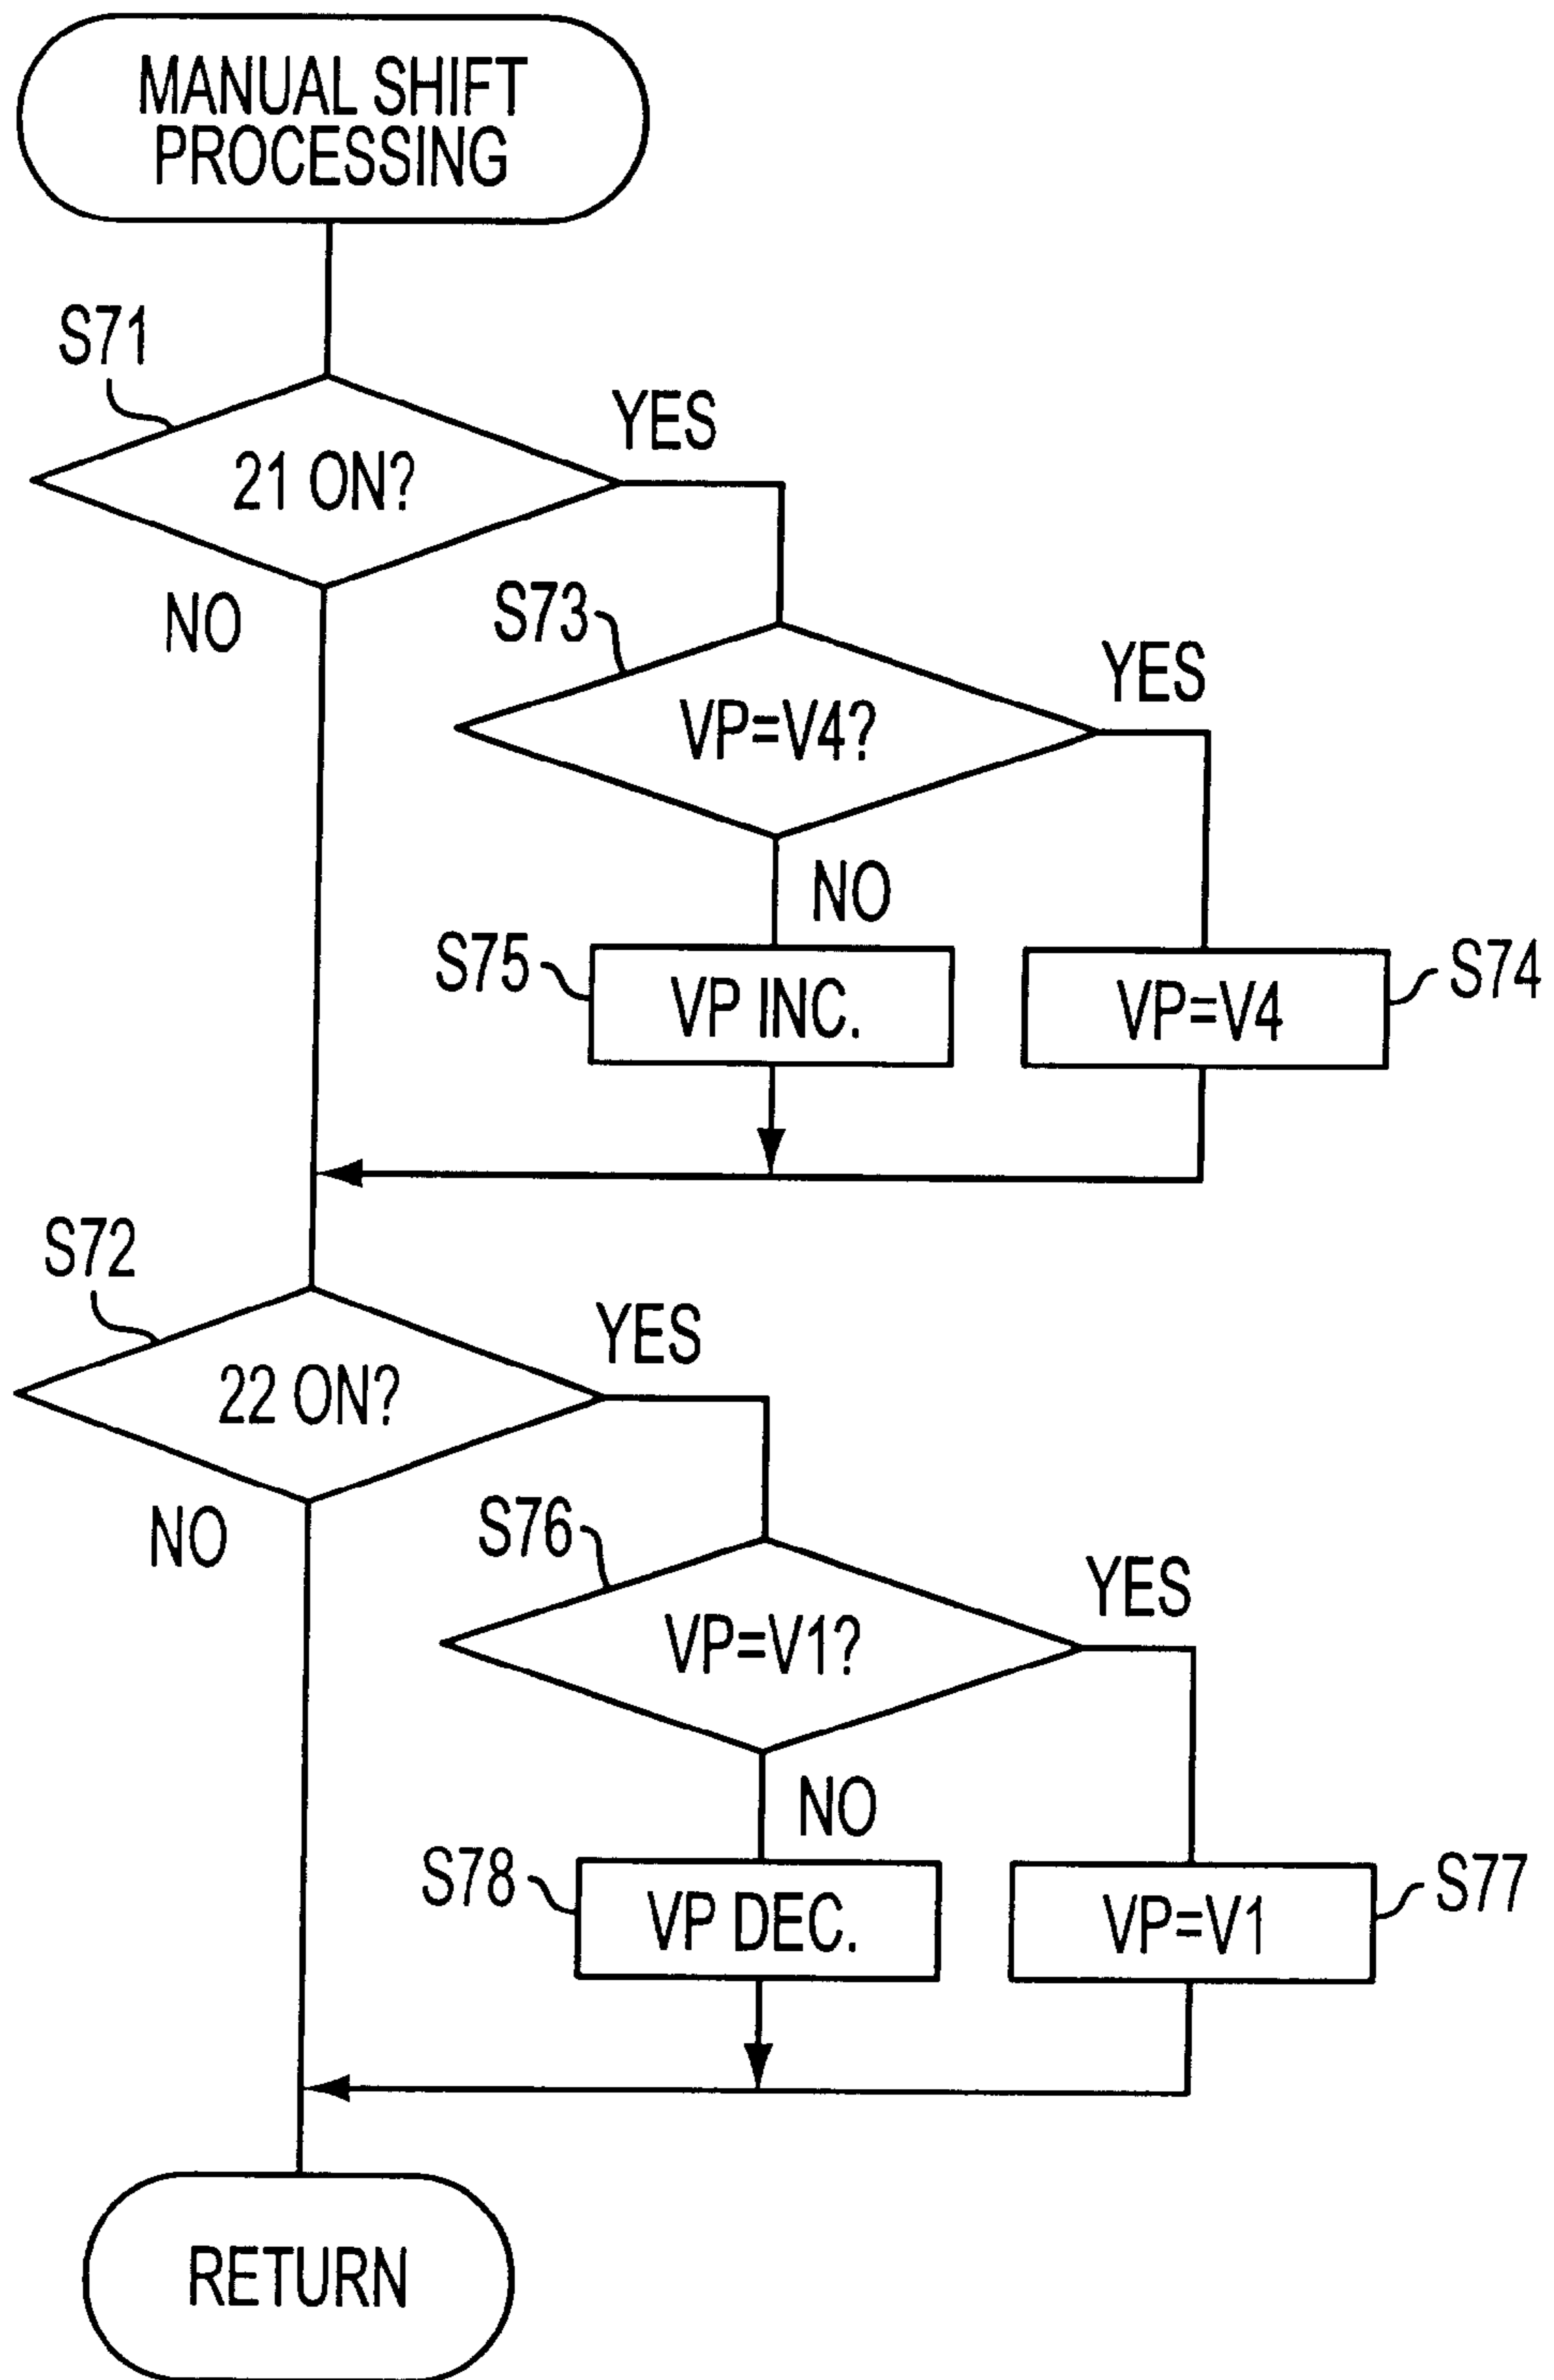 MANUAL SHIFT
PROCESSING
S71
YES
21 ON?
NO
S73
YES
VP=V4?
NO
S75
VP INC.
VP=V4
S74
S72
YES
22 ON?
NO
S76
YES
VP=V1?
NO
S78
VP DEC.
VP=V1
S77
RETURN